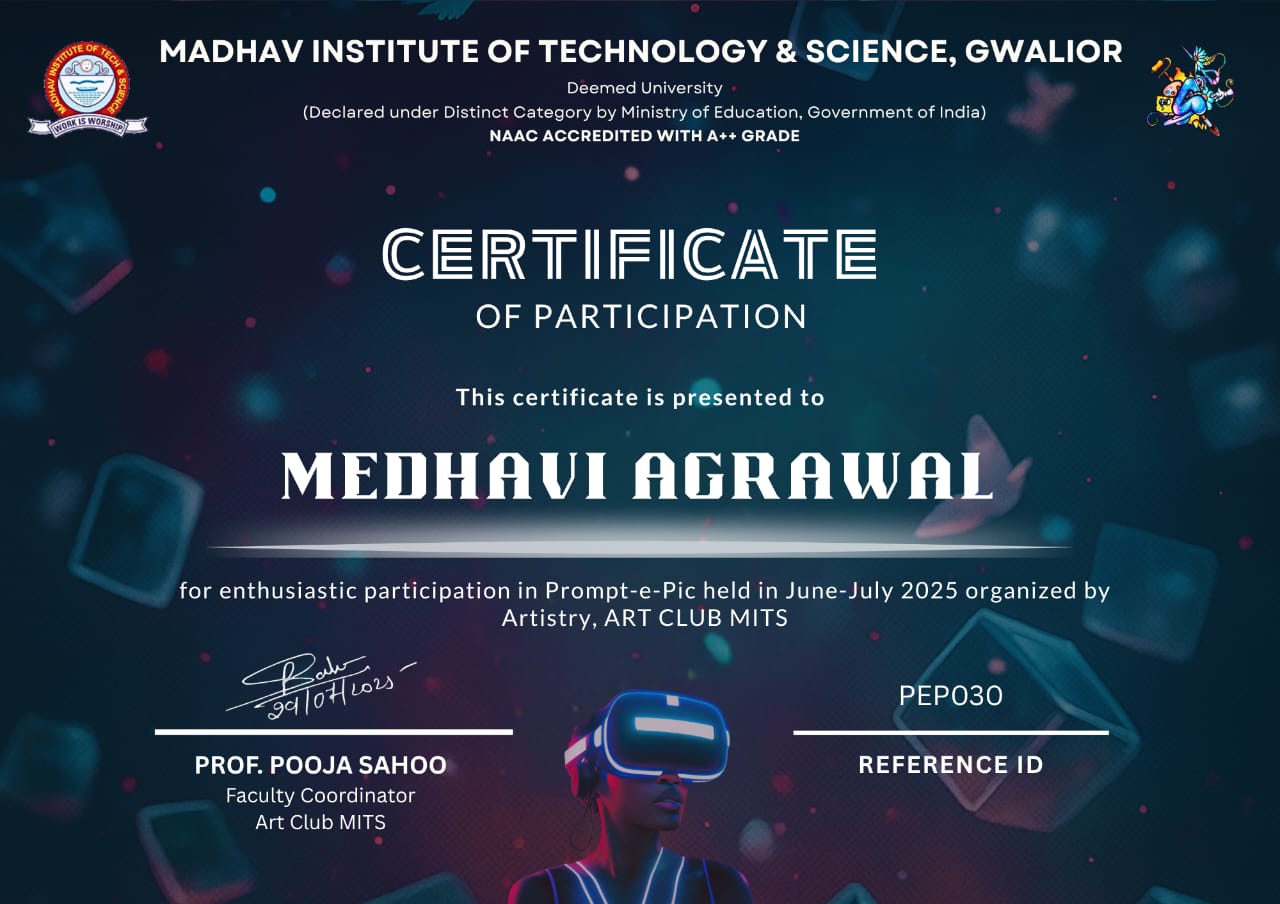 MADHAV INSTITUTE OF TECHNOLOGY & SCIENCE, GWALIOR
Deemed University
(Declared under Distinct Category by Ministry of Education, Government of India)
NAAC ACCREDITED WITH A++ GRADE
MADHAV INSTITUTE OF TECH & SCIENCE
WORK IS WORSHIP
CERTIFICATE
OF PARTICIPATION
This certificate is presented to
MEDHAVI AGRAWAL
for enthusiastic participation in Prompt-e-Pic held in June-July 2025 organized by
Artistry, ART CLUB MITS
29/07/2025
PROF. POOJA SAHOO
Faculty Coordinator
Art Club MITS
PEP030
REFERENCE ID